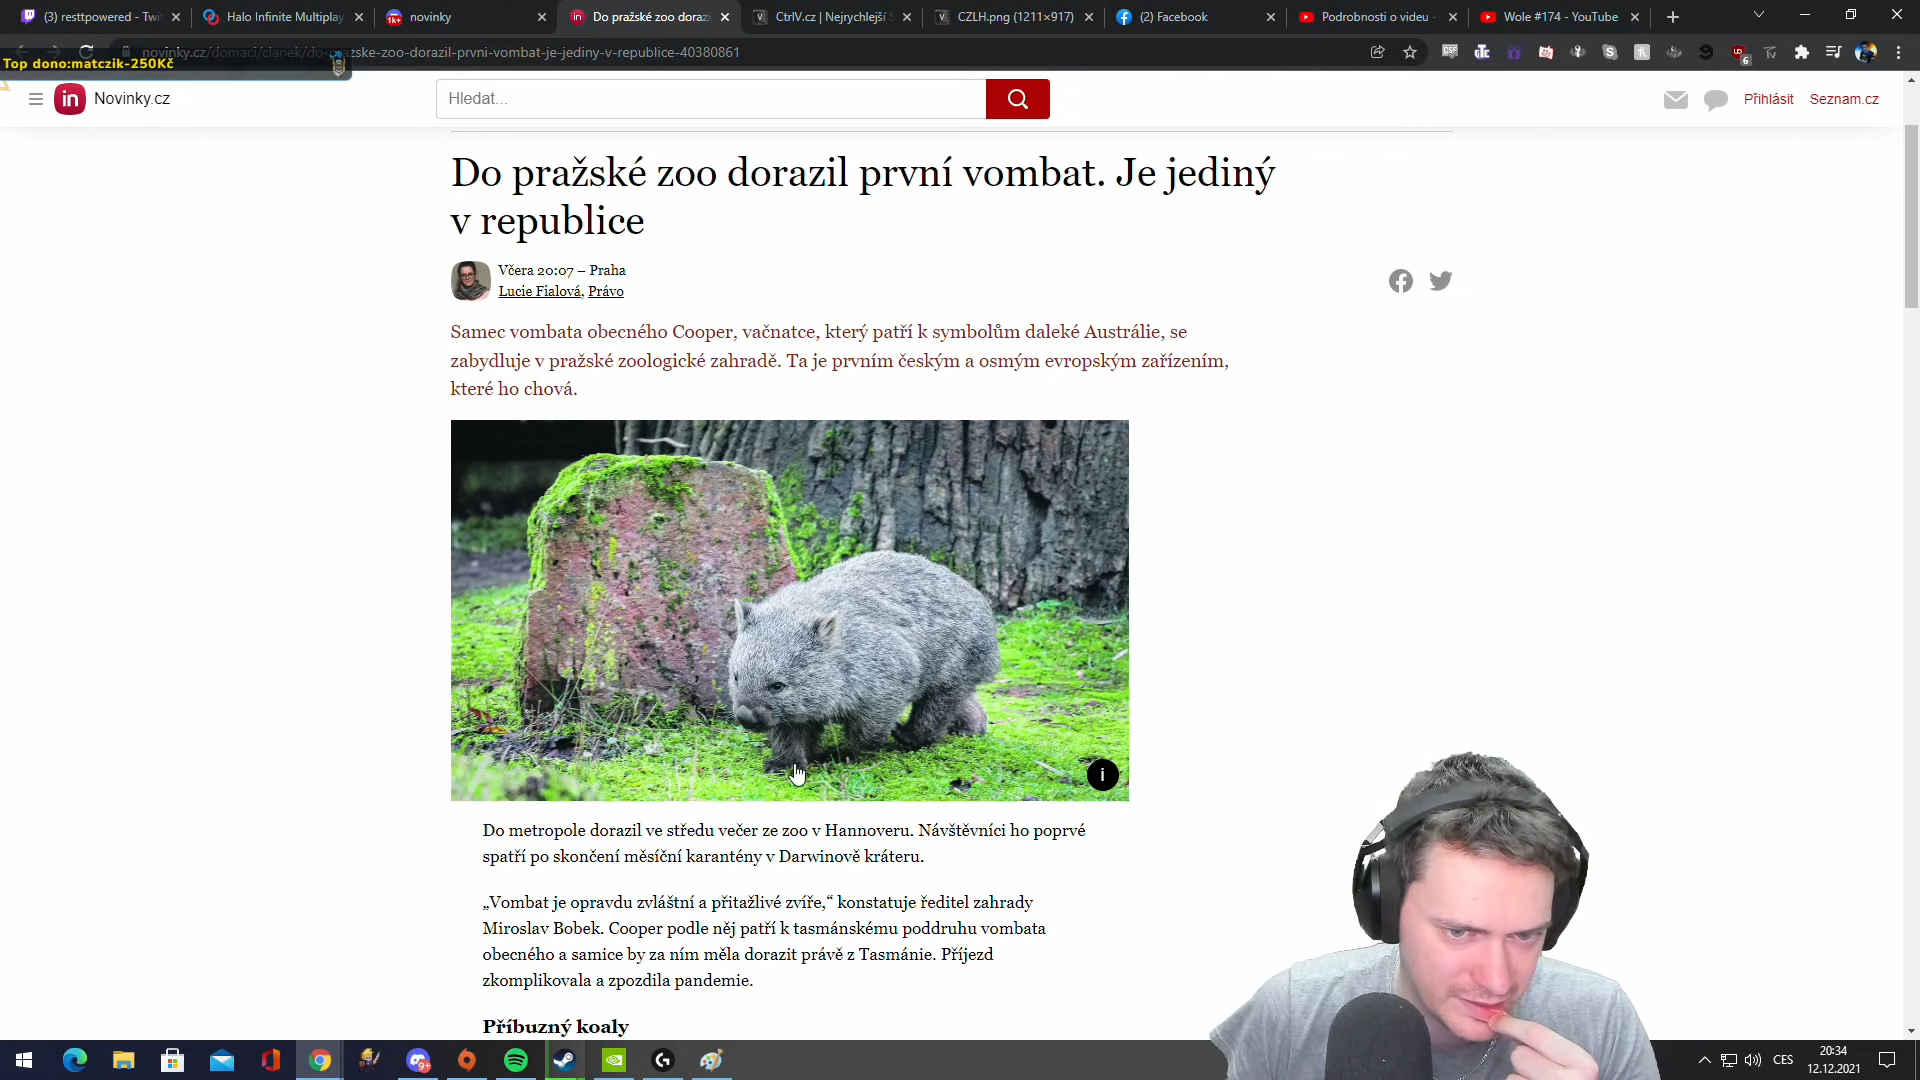 (3) resttpowered - Twi
Halo Infinite Multiplay
novinky
Do pražské zoo dorazi
CtrlV.cz | Nejrychlejší S
CZLH.png (1211×917)
(2) Facebook
Podrobnosti o videu -
Wole #174 - YouTube
novinky.cz/domaci/clanek/do-prazske-zoo-dorazil-prvni-vombat-je-jediny-v-republice-40380861
Top dono:matczik-250Kč
in Novinky.cz
Hledat...
Přihlásit
Seznam.cz
Do pražské zoo dorazil první vombat. Je jediný
v republice
Včera 20:07 – Praha
Lucie Fialová, Právo
Samec vombata obecného Cooper, vačnatce, který patří k symbolům daleké Austrálie, se
zabydluje v pražské zoologické zahradě. Ta je prvním českým a osmým evropským zařízením,
které ho chová.
i
Do metropole dorazil ve středu večer ze zoo v Hannoveru. Návštěvníci ho poprvé
spatří po skončení měsíční karantény v Darwinově kráteru.
„Vombat je opravdu zvláštní a přitažlivé zvíře,“ konstatuje ředitel zahrady
Miroslav Bobek. Cooper podle něj patří k tasmánskému poddruhu vombata
obecného a samice by za ním měla dorazit právě z Tasmánie. Příjezd
zkomplikovala a zpozdila pandemie.
Příbuzný koaly
CES
20:34
12.12.2021